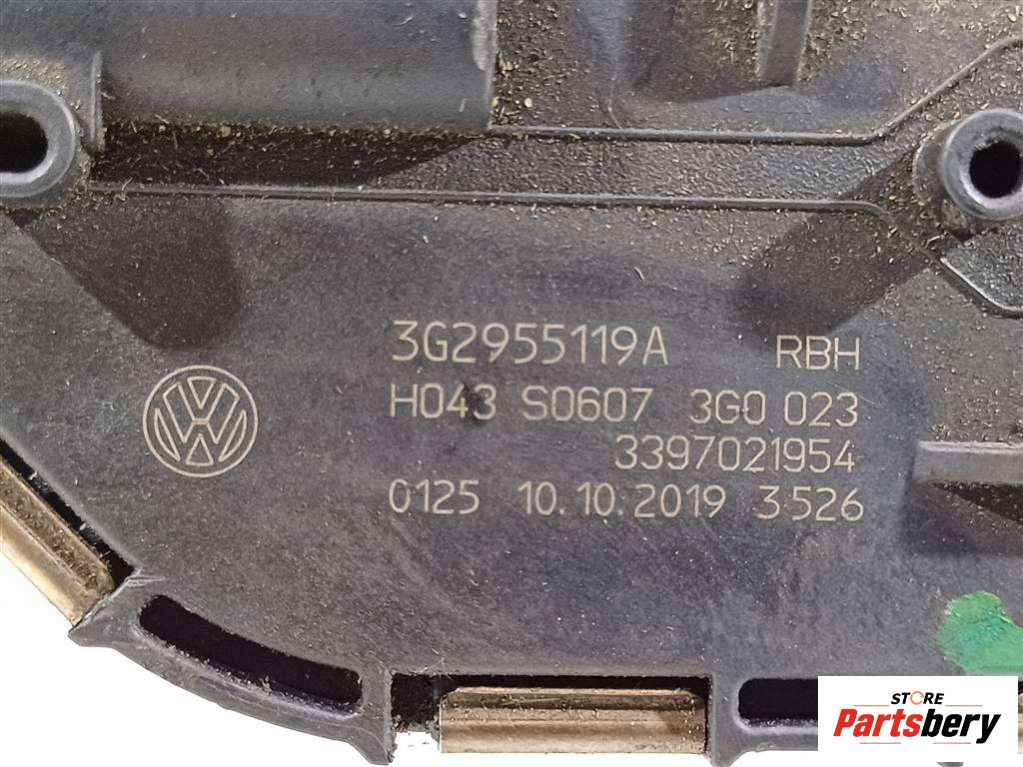 3G2955119A RBH
H043 S0607 3G0 023
3397021954
0125 10.10.2019 3526
STORE
Partsbery